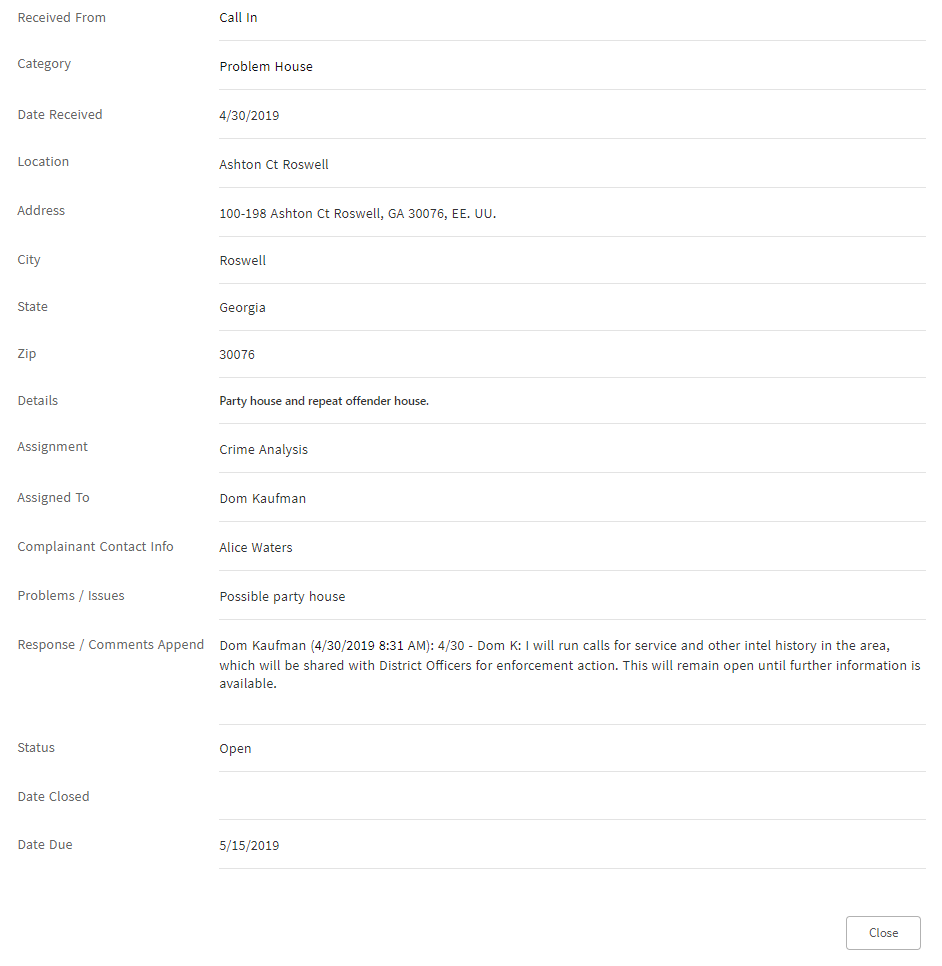 Received From Call In
Category Problem House
Date Received 4/30/2019
Location Ashton Ct Roswell
Address 100-198 Ashton Ct Roswell, GA 30076, EE. UU.
City Roswell
State Georgia
Zip 30076
Details Party house and repeat offender house.
Assignment Crime Analysis
Assigned To Dom Kaufman
Complainant Contact Info Alice Waters
Problems / Issues Possible party house
Response / Comments Append Dom Kaufman (4/30/2019 8:31 AM): 4/30 - Dom K: I will run calls for service and other intel history in the area,
which will be shared with District Officers for enforcement action. This will remain open until further information is
available.
Status Open
Date Closed
Date Due 5/15/2019
Close